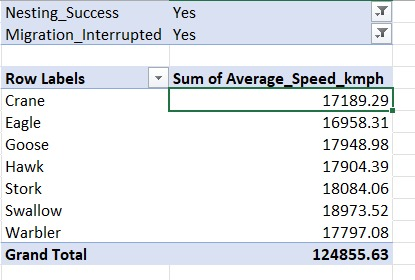 Nesting_Success Yes
Migration_Interrupted Yes
Row Labels Sum of Average_Speed_kmph
Crane 17189.29
Eagle 16958.31
Goose 17948.98
Hawk 17904.39
Stork 18084.06
Swallow 18973.52
Warbler 17797.08
Grand Total 124855.63